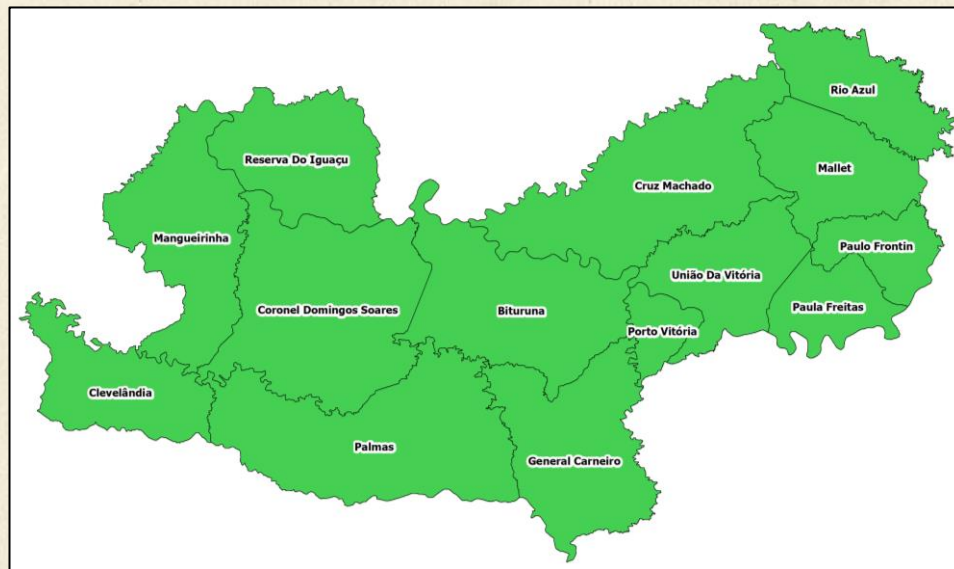 Rio Azul
Reserva Do Iguaçu
Mallet
Cruz Machado
Mangueirinha
Paulo Frontin
União Da Vitória
Coronel Domingos Soares
Bituruna
Paula Freitas
Porto Vitória
Clevelândia
Palmas
General Carneiro